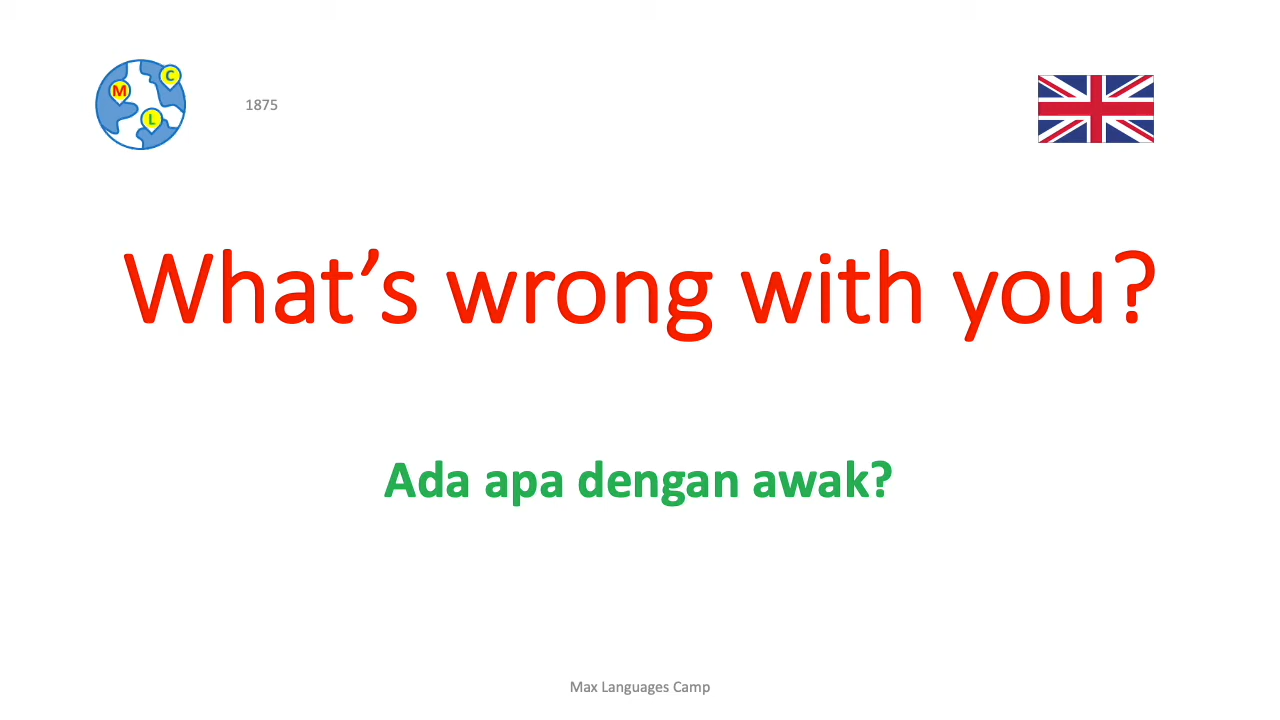 M
C
L
1875
What’s wrong with you?
Ada apa dengan awak?
Max Languages Camp